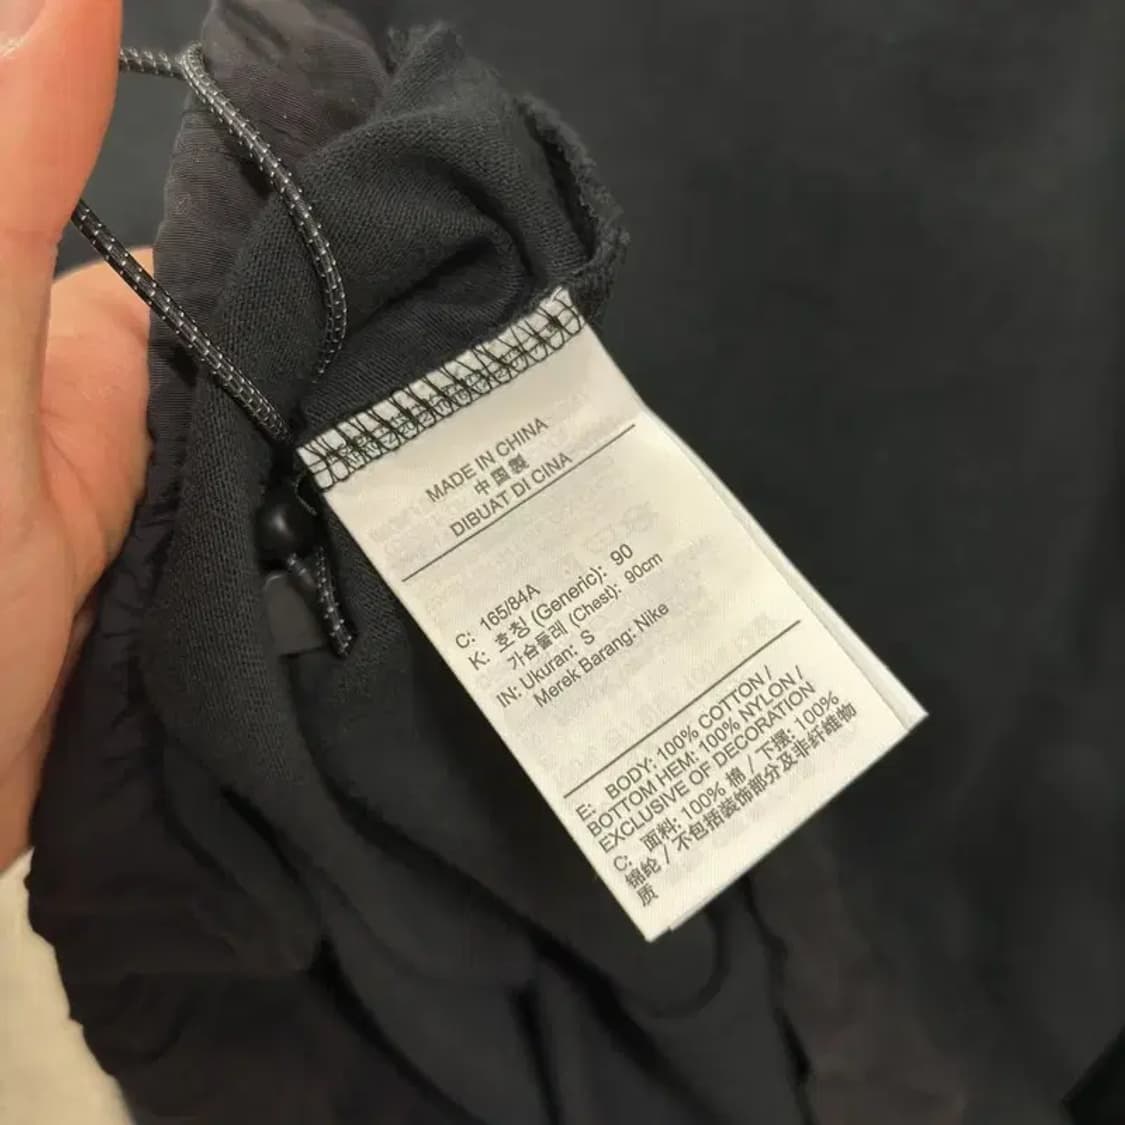 MADE IN CHINA
中国製
DIBUAT DI CINA
C: 165/84A
K: 호칭 (Generic): 90
가슴둘레 (Chest): 90cm
IN: Ukuran: S
Merek Barang: Nike
E: BODY: 100% COTTON /
BOTTOM HEM: 100% NYLON /
EXCLUSIVE OF DECORATION
C: 面料: 100% 棉 / 下摆: 100%
锦纶 / 不包括装饰部分及非纤维物
质